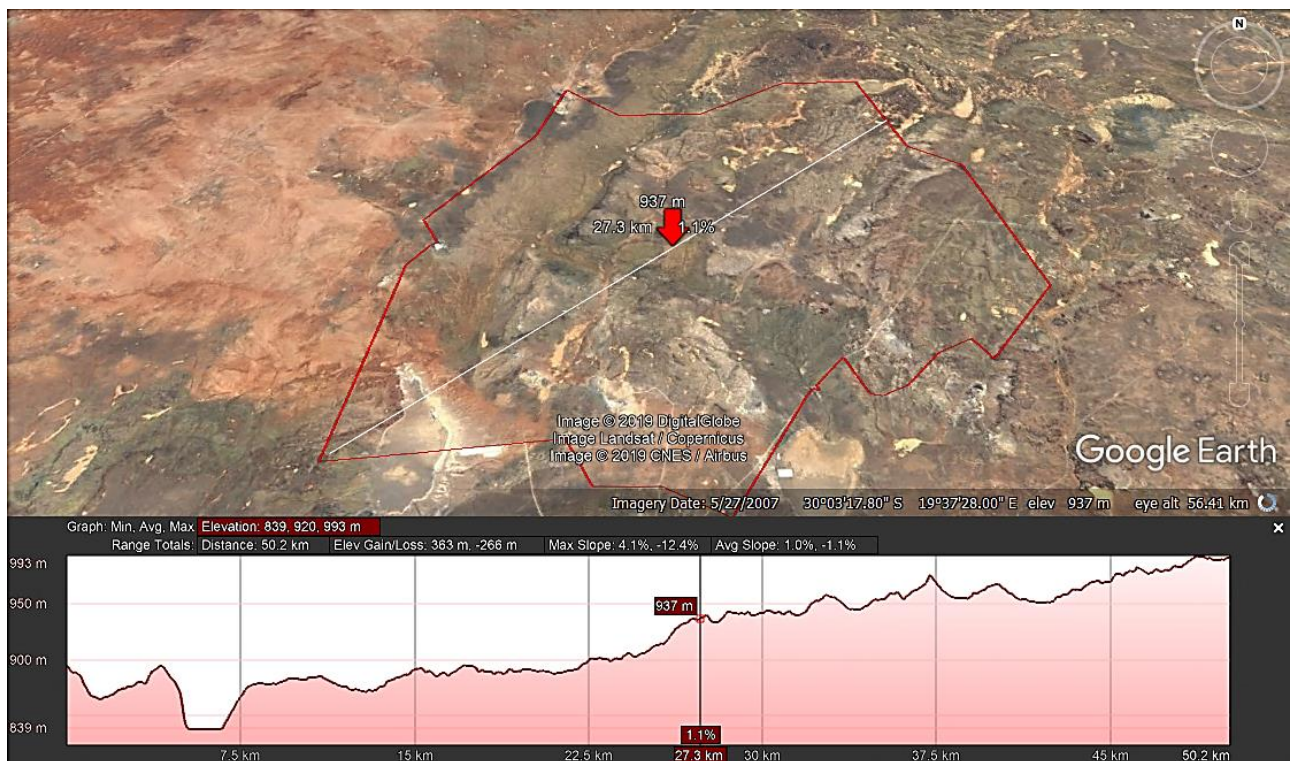 N
937 m
27.3 km 1.1%
Image © 2019 DigitalGlobe
Image Landsat / Copernicus
Image © 2019 CNES / Airbus
Google Earth
Imagery Date: 5/27/2007 30°03'17.80" S 19°37'28.00" E elev 937 m eye alt 56.41 km
Graph: Min, Avg, Max Elevation: 839, 920, 993 m
Range Totals: Distance: 50.2 km Elev Gain/Loss: 363 m, -266 m Max Slope: 4.1%, -12.4% Avg Slope: 1.0%, -1.1%
993 m
950 m
937 m
900 m
839 m
1.1%
7.5 km 15 km 22.5 km 27.3 km 30 km 37.5 km 45 km 50.2 km